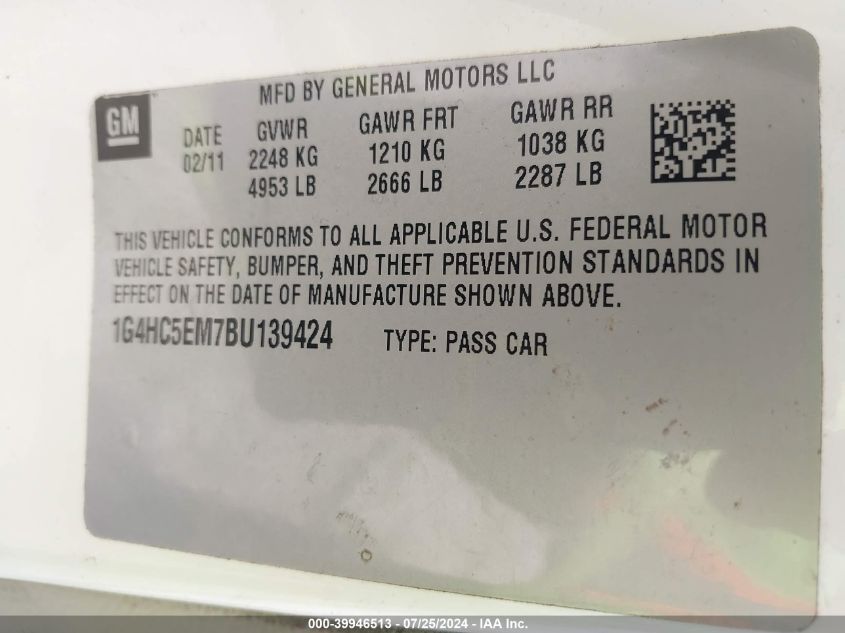 MFD BY GENERAL MOTORS LLC
GM
DATE GVWR GAWR FRT GAWR RR
02/11 2248 KG 1210 KG 1038 KG
4953 LB 2666 LB 2287 LB
THIS VEHICLE CONFORMS TO ALL APPLICABLE U.S. FEDERAL MOTOR
VEHICLE SAFETY, BUMPER, AND THEFT PREVENTION STANDARDS IN
EFFECT ON THE DATE OF MANUFACTURE SHOWN ABOVE.
1G4HC5EM7BU139424 TYPE: PASS CAR
000-39946513 - 07/25/2024 - IAA Inc.